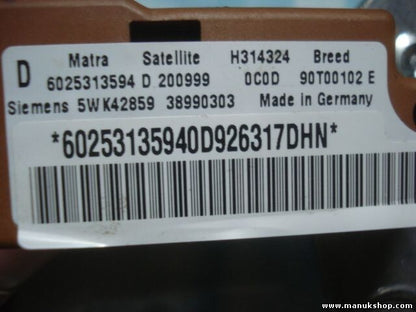 D Matra Satellite H314324 Breed
6025313594 D 200999 0C0D 90T00102 E
Siemens 5WK42859 38990303 Made in Germany
*60253135940D926317DHN*
www.manukshop.com